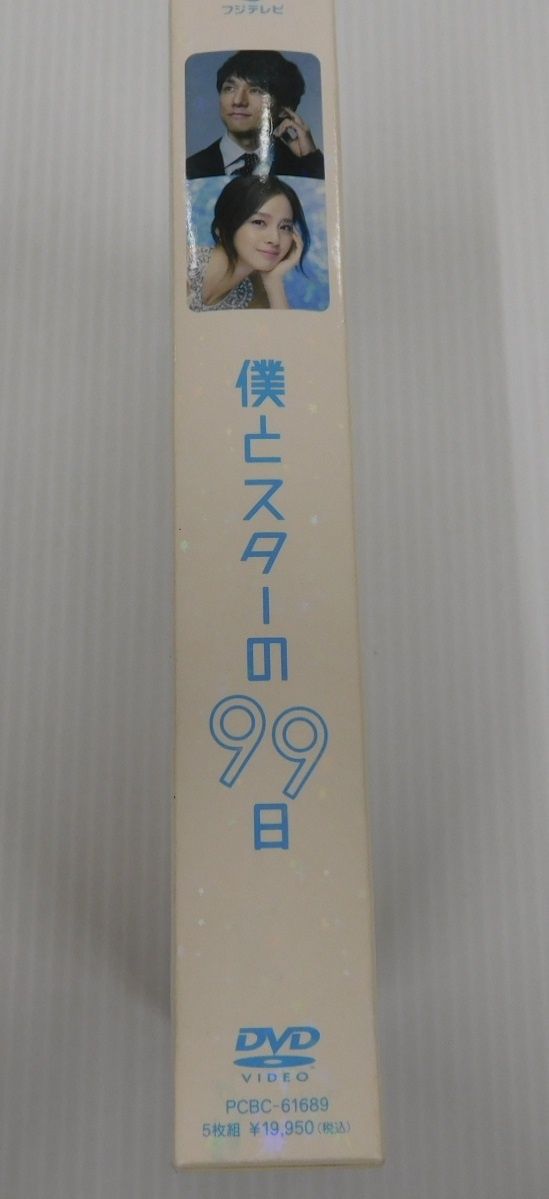 フジテレビ
僕とスターの
99
日
DVD
VIDEO
PCBC-61689
5枚組 ¥19,950(税込)